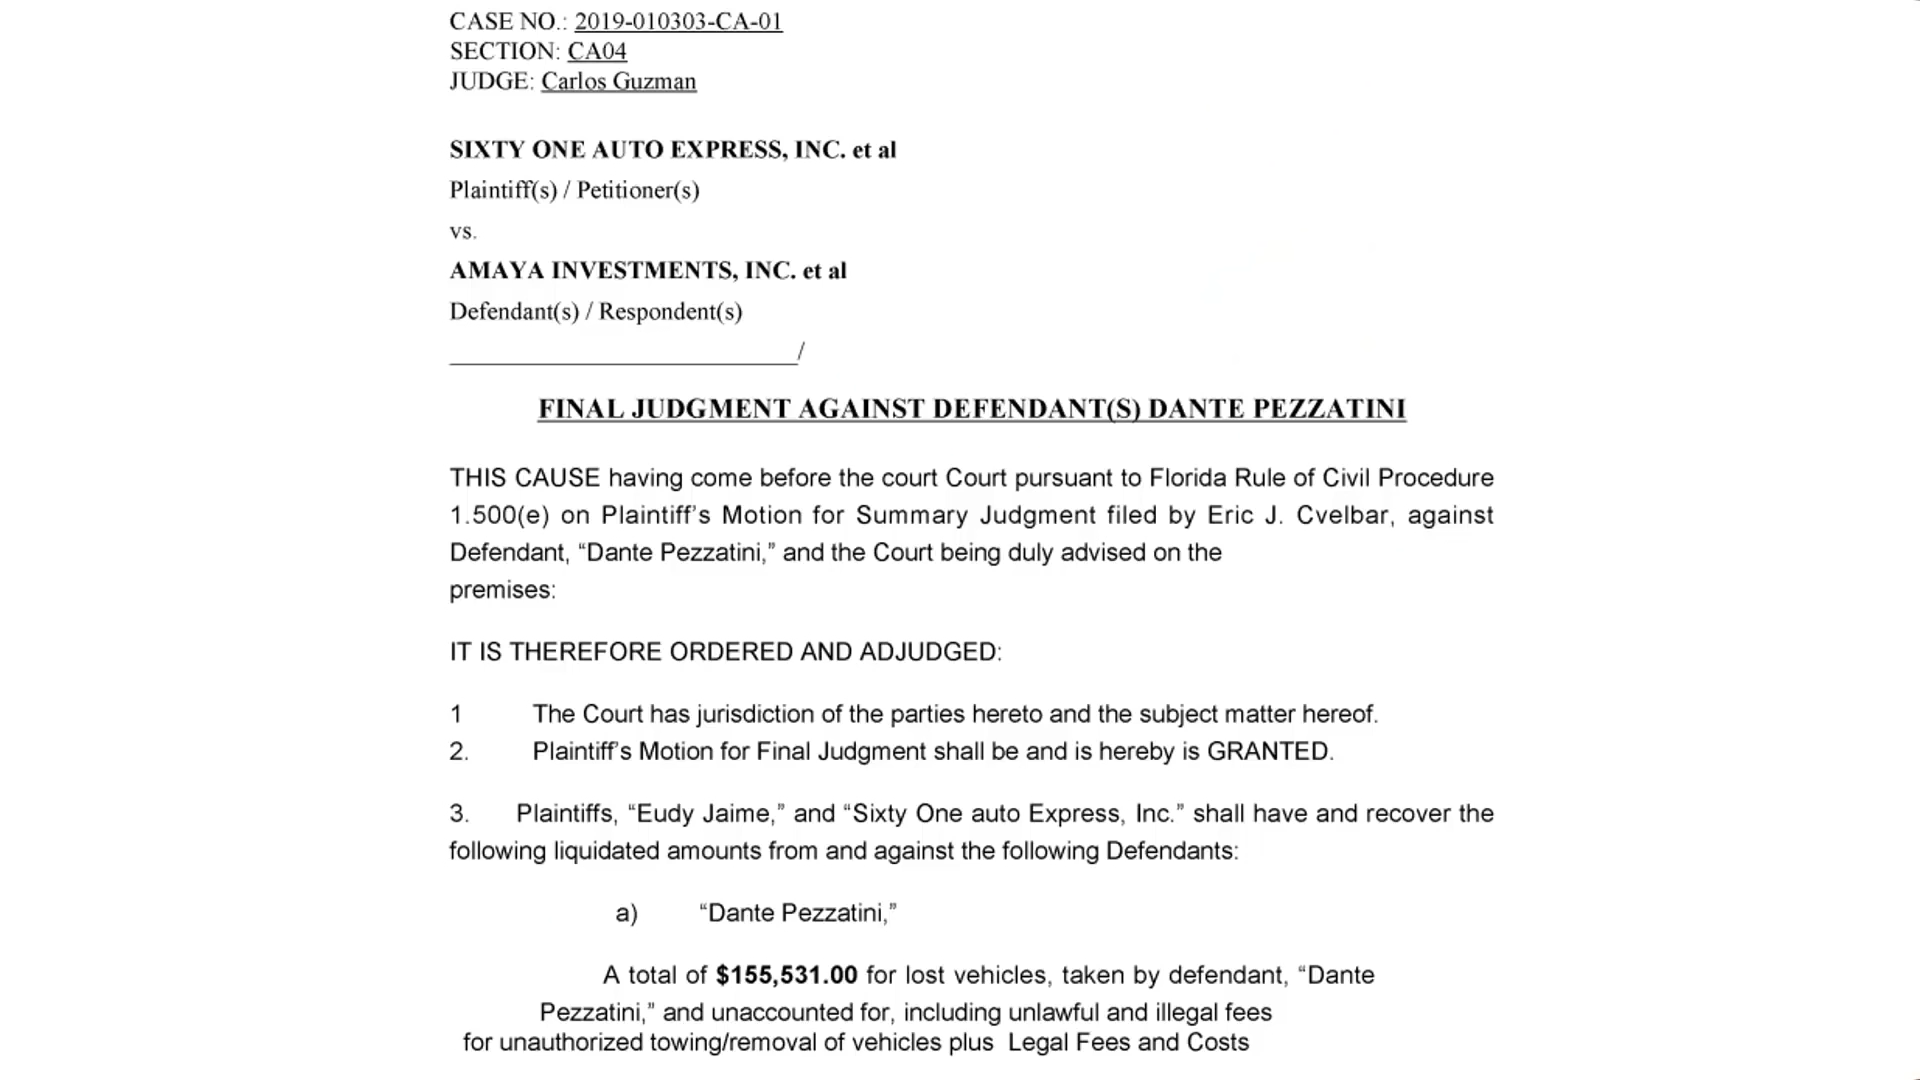 CASE NO.: 2019-010303-CA-01
SECTION: CA04
JUDGE: Carlos Guzman
SIXTY ONE AUTO EXPRESS, INC. et al
Plaintiff(s) / Petitioner(s)
vs.
AMAYA INVESTMENTS, INC. et al
Defendant(s) / Respondent(s)
____________________________/
FINAL JUDGMENT AGAINST DEFENDANT(S) DANTE PEZZATINI
THIS CAUSE having come before the court Court pursuant to Florida Rule of Civil Procedure
1.500(e) on Plaintiff’s Motion for Summary Judgment filed by Eric J. Cvelbar, against
Defendant, “Dante Pezzatini,” and the Court being duly advised on the
premises:
IT IS THEREFORE ORDERED AND ADJUDGED:
1 The Court has jurisdiction of the parties hereto and the subject matter hereof.
2. Plaintiff’s Motion for Final Judgment shall be and is hereby is GRANTED.
3. Plaintiffs, “Eudy Jaime,” and “Sixty One auto Express, Inc.” shall have and recover the
following liquidated amounts from and against the following Defendants:
a) “Dante Pezzatini,”
A total of $155,531.00 for lost vehicles, taken by defendant, “Dante
Pezzatini,” and unaccounted for, including unlawful and illegal fees
for unauthorized towing/removal of vehicles plus Legal Fees and Costs